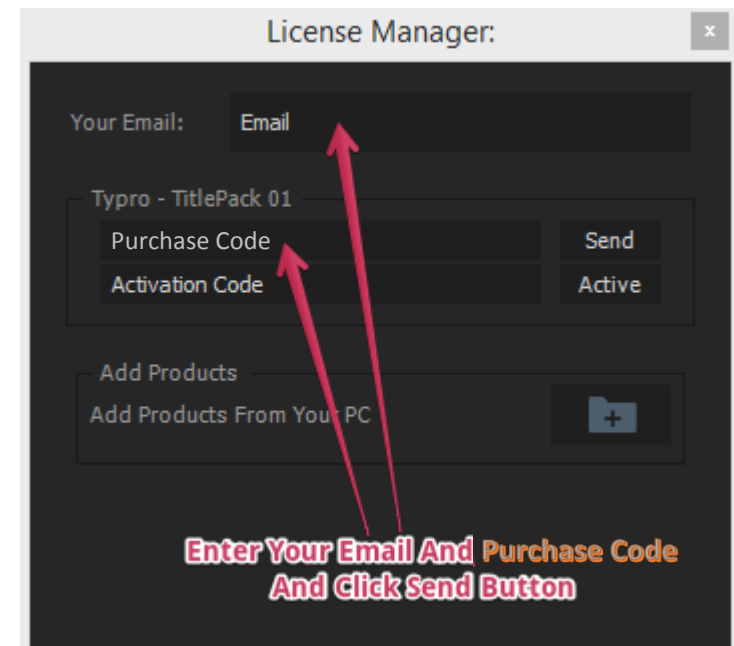 License Manager:
x
Your Email: Email
Typro - TitlePack 01
Purchase Code Send
Activation Code Active
Add Products
Add Products From Your PC
Enter Your Email And Purchase Code
And Click Send Button